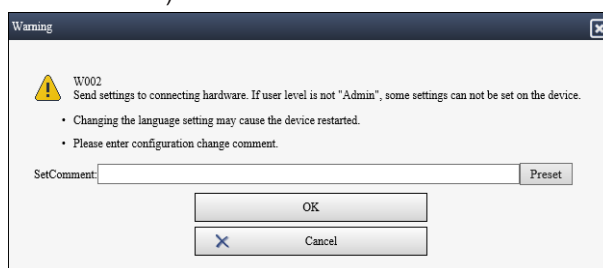 Warning
W002
Send settings to connecting hardware. If user level is not "Admin", some settings can not be set on the device.
• Changing the language setting may cause the device restarted.
• Please enter configuration change comment.
SetComment: Preset
OK
Cancel